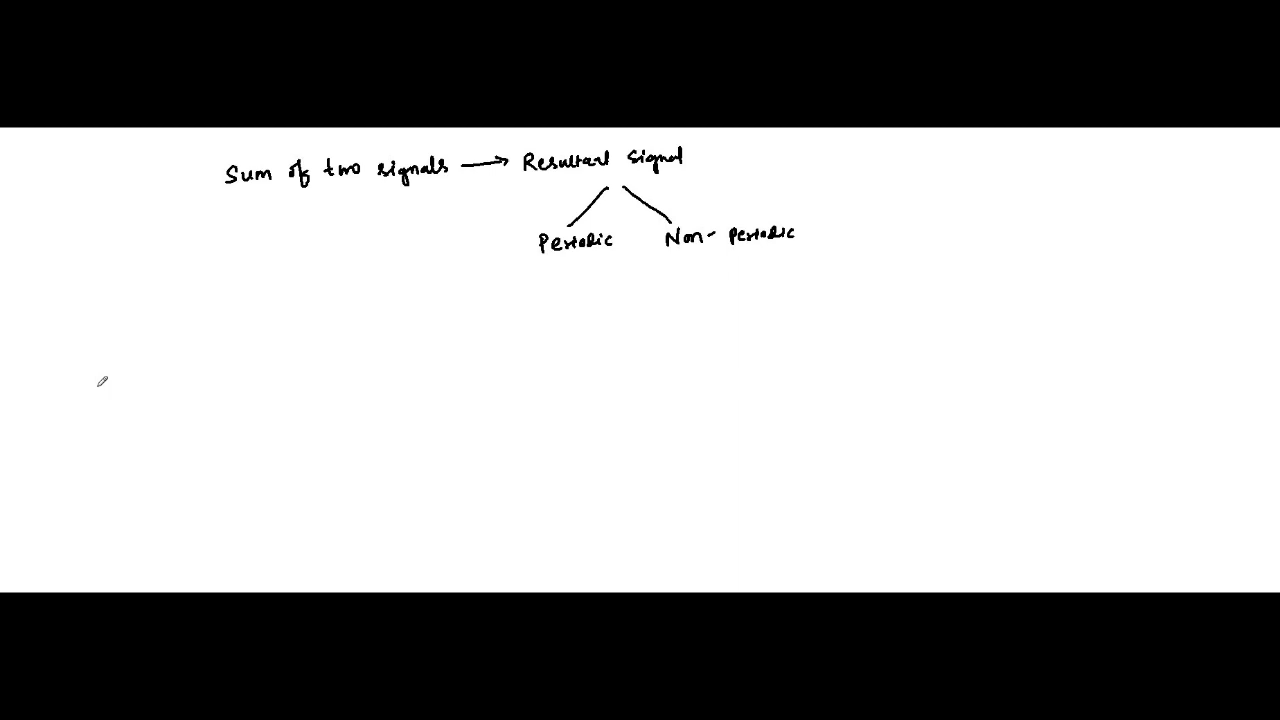 Sum of two signals → Resultant signal
Periodic Non-Periodic